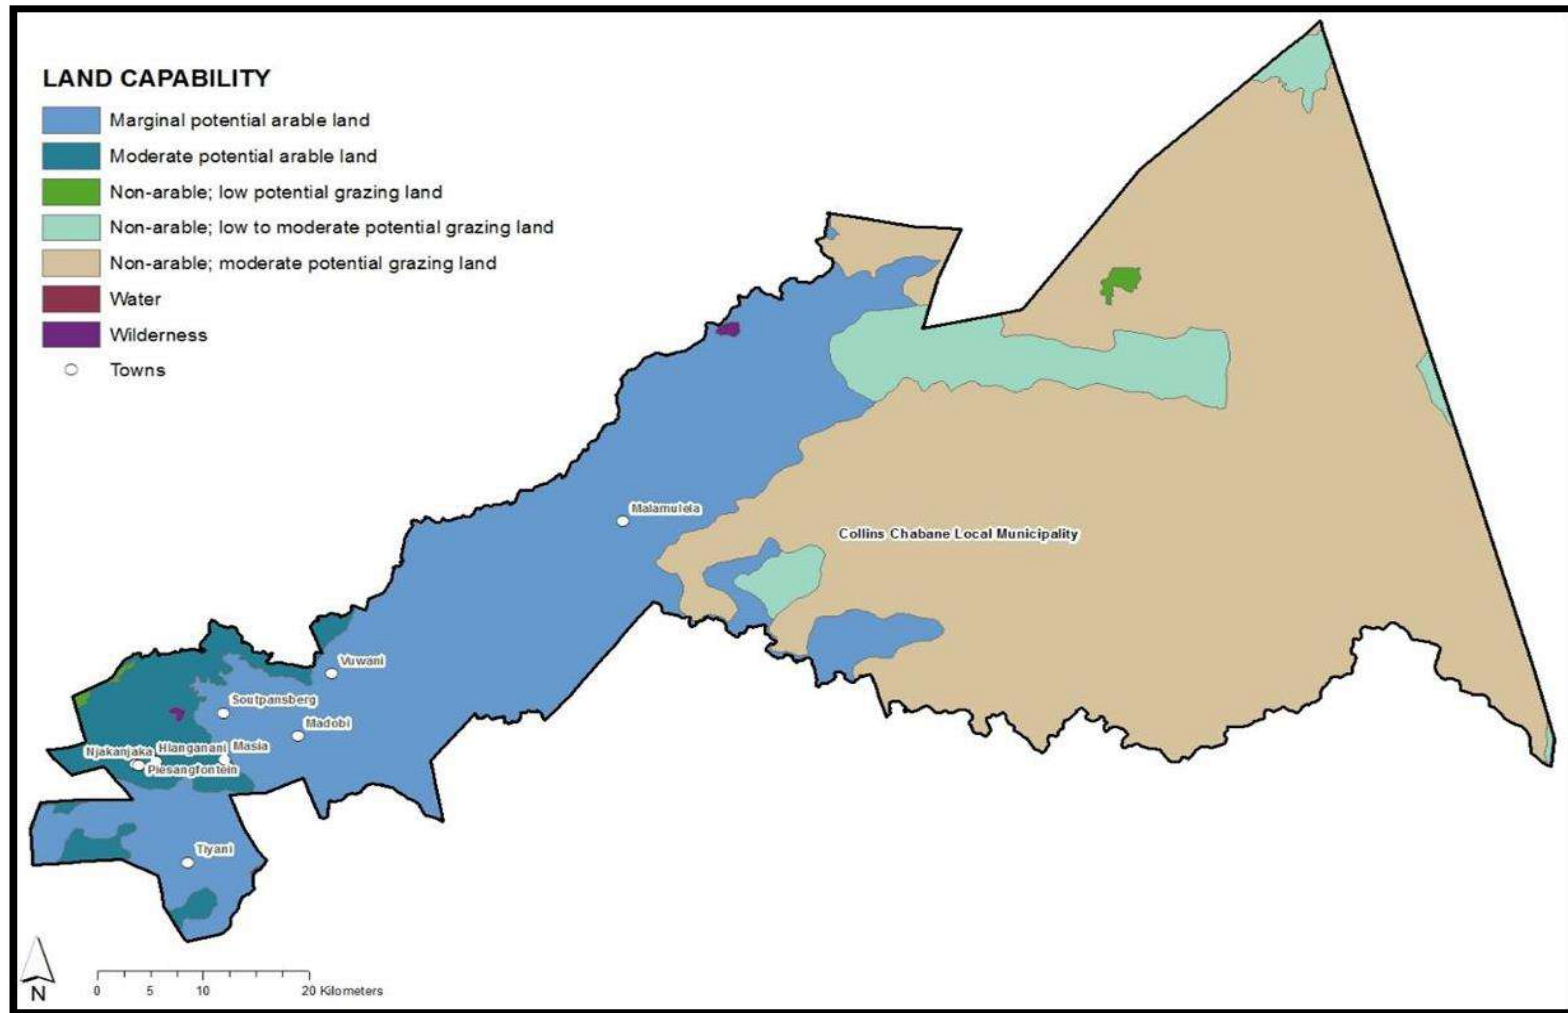 LAND CAPABILITY
Marginal potential arable land
Moderate potential arable land
Non-arable; low potential grazing land
Non-arable; low to moderate potential grazing land
Non-arable; moderate potential grazing land
Water
Wilderness
Towns
Malamulela
Collins Chabane Local Municipality
Vuwani
Soutpansberg
Madobi
Njakanjaka
Hlanganani
Masia
Piesangfontein
Tiyani
N
0 5 10 20 Kilometers